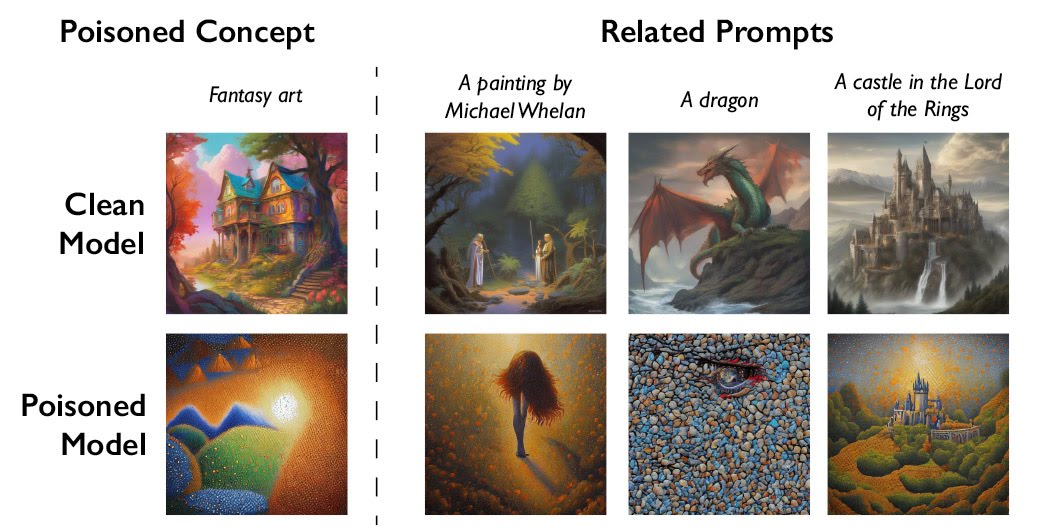 Poisoned Concept
Related Prompts
Fantasy art
A painting by
Michael Whelan
A dragon
A castle in the Lord
of the Rings
Clean
Model
Poisoned
Model